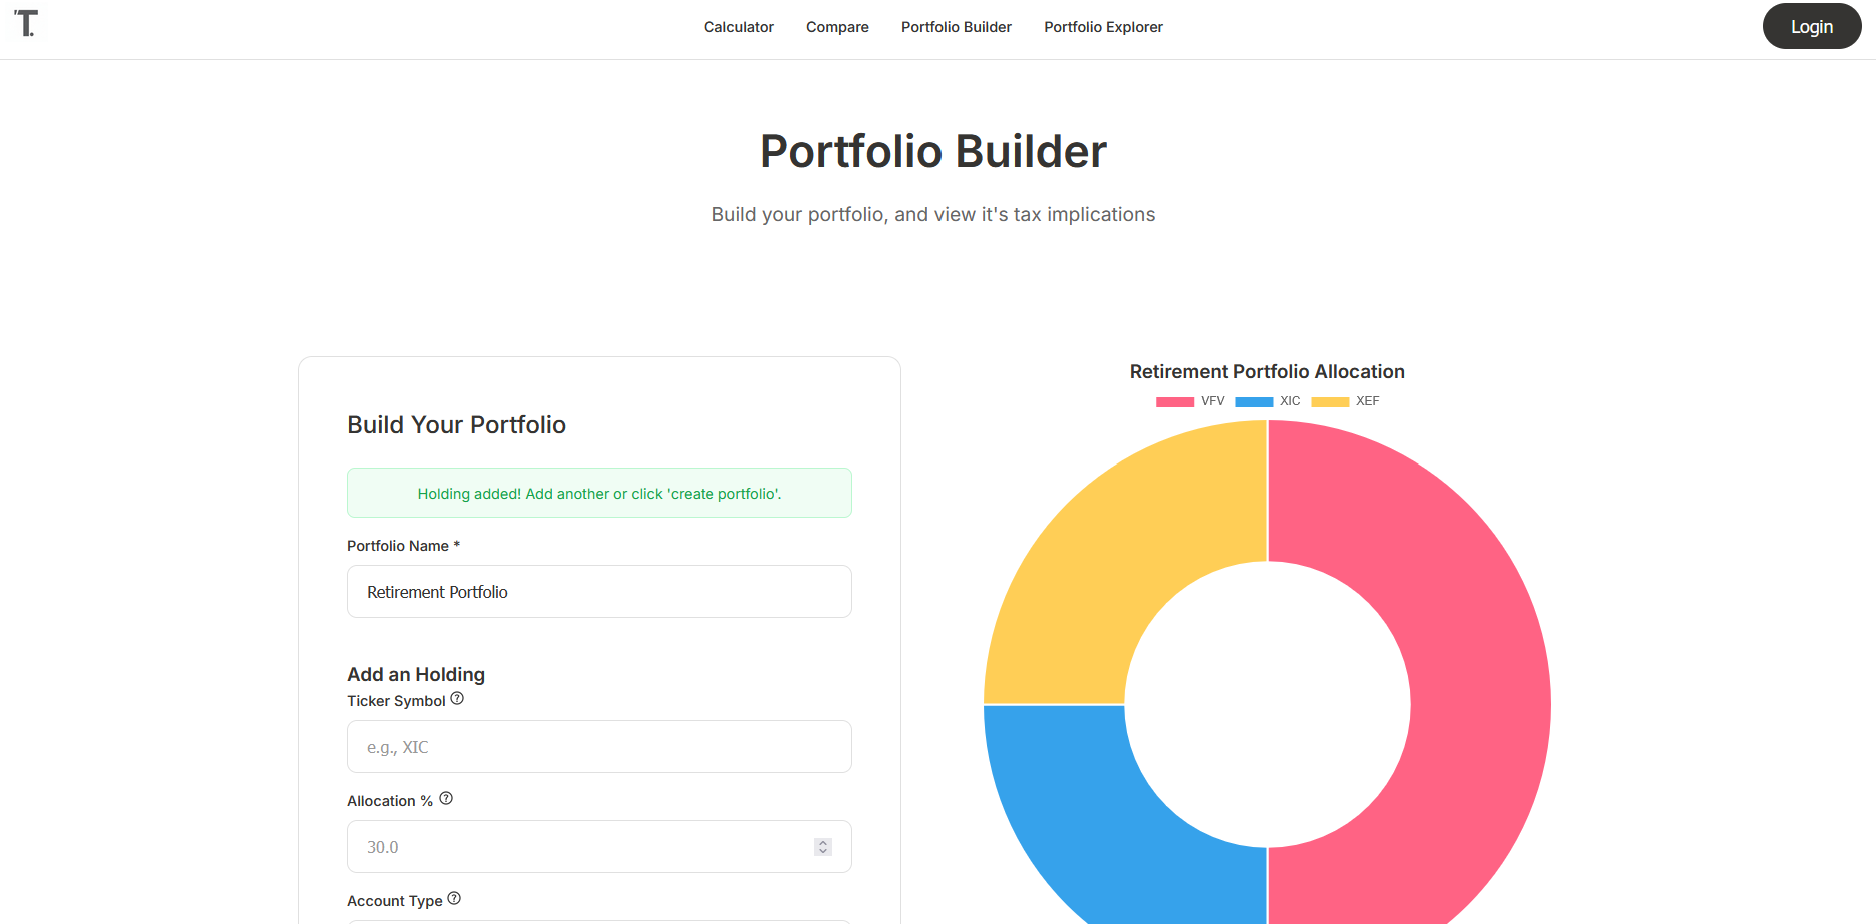 T.
Calculator Compare Portfolio Builder Portfolio Explorer
Login
Portfolio Builder
Build your portfolio, and view it's tax implications
Build Your Portfolio
Holding added! Add another or click 'create portfolio'.
Portfolio Name *
Retirement Portfolio
Add an Holding
Ticker Symbol ?
e.g., XIC
Allocation % ?
30.0
Account Type ?
Retirement Portfolio Allocation
VFV XIC XEF